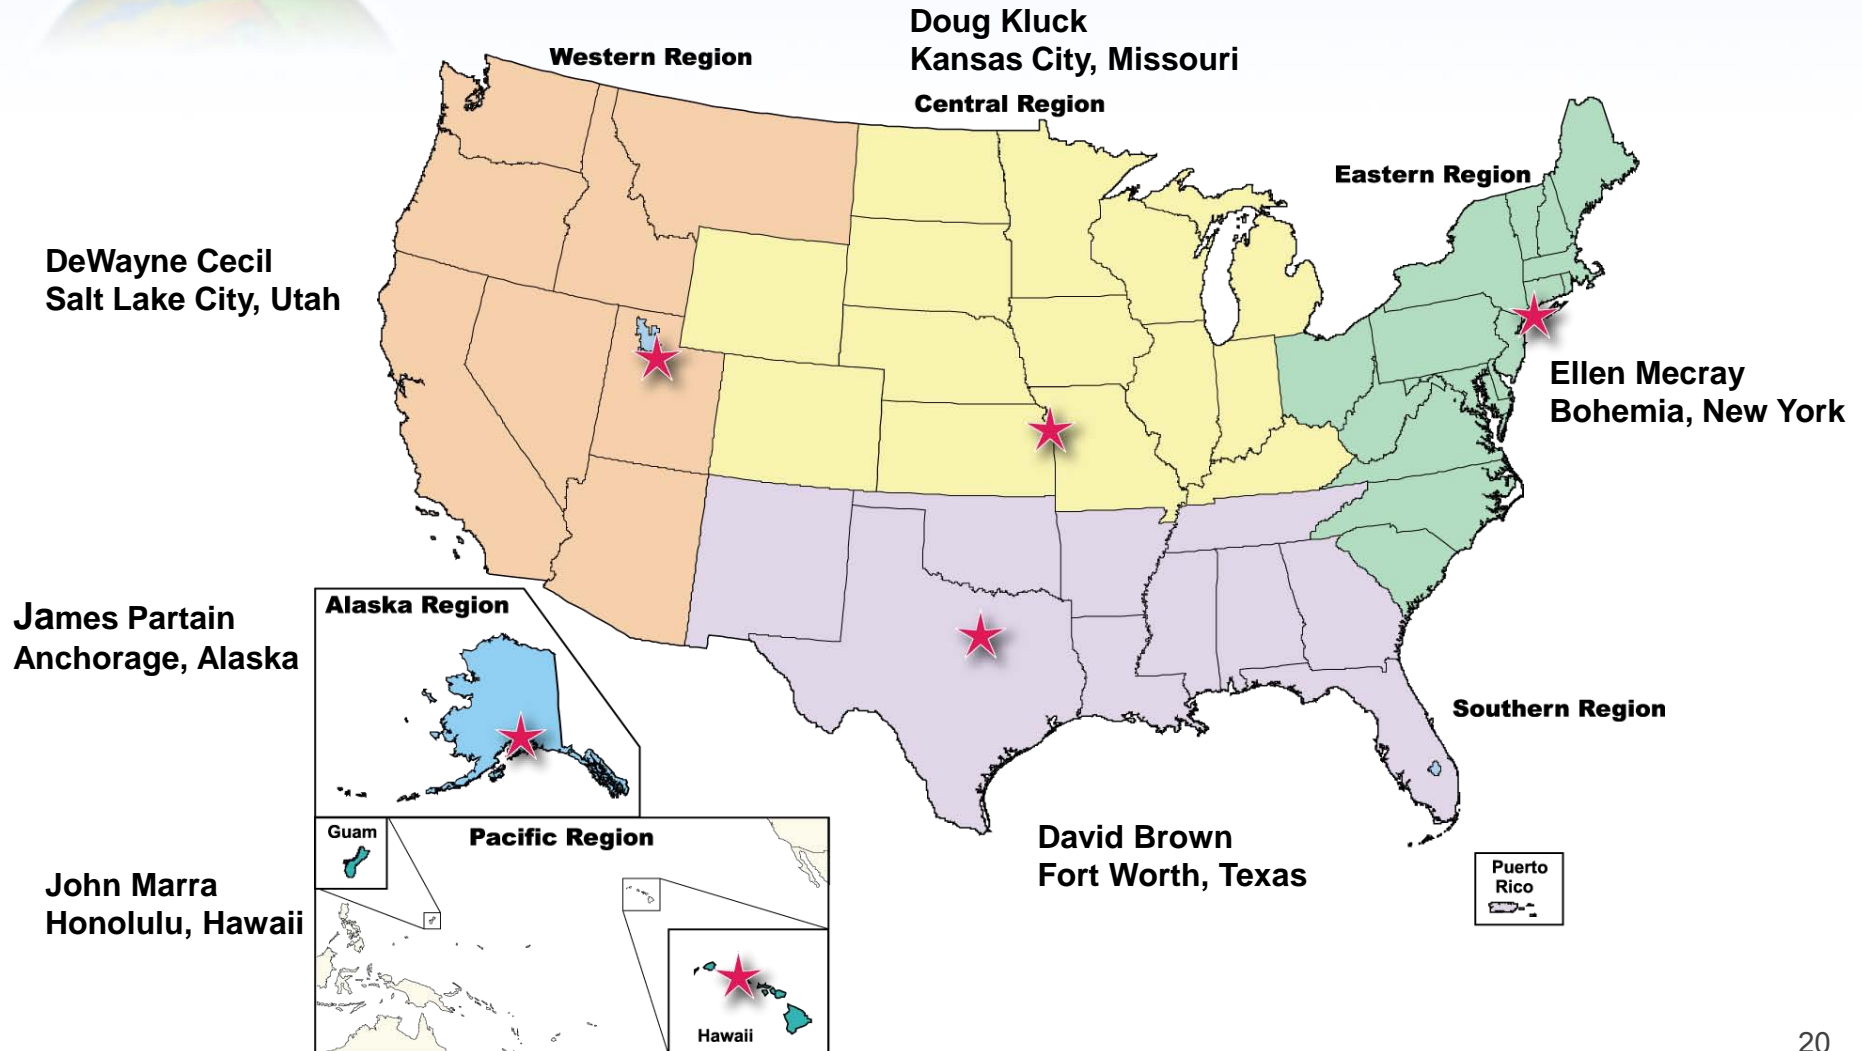 Doug Kluck
Kansas City, Missouri
Western Region
Central Region
Eastern Region
DeWayne Cecil
Salt Lake City, Utah
Ellen Mecray
Bohemia, New York
James Partain
Anchorage, Alaska
Alaska Region
Southern Region
Guam
Pacific Region
David Brown
Fort Worth, Texas
Puerto
Rico
John Marra
Honolulu, Hawaii
Hawaii
20